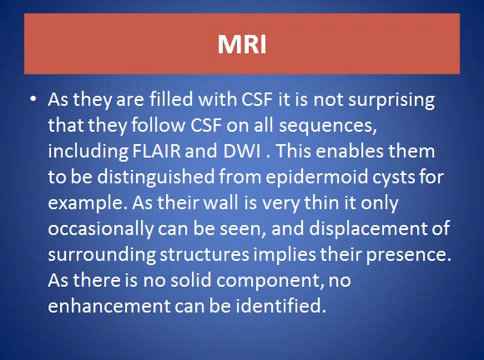 MRI
• As they are filled with CSF it is not surprising
that they follow CSF on all sequences,
including FLAIR and DWI . This enables them
to be distinguished from epidermoid cysts for
example. As their wall is very thin it only
occasionally can be seen, and displacement of
surrounding structures implies their presence.
As there is no solid component, no
enhancement can be identified.